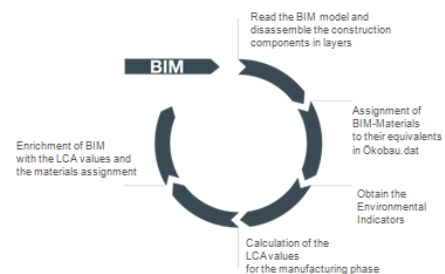 Read the BIM model and
disassemble the construction
components in layers
BIM
Assignment of
BIM-Materials
to their equivalents
in Ökobau.dat
Enrichment of BIM
with the LCA values and
the materials assignment
Obtain the
Environmental
Indicators
Calculation of the
LCAvalues
for the manufacturing phase